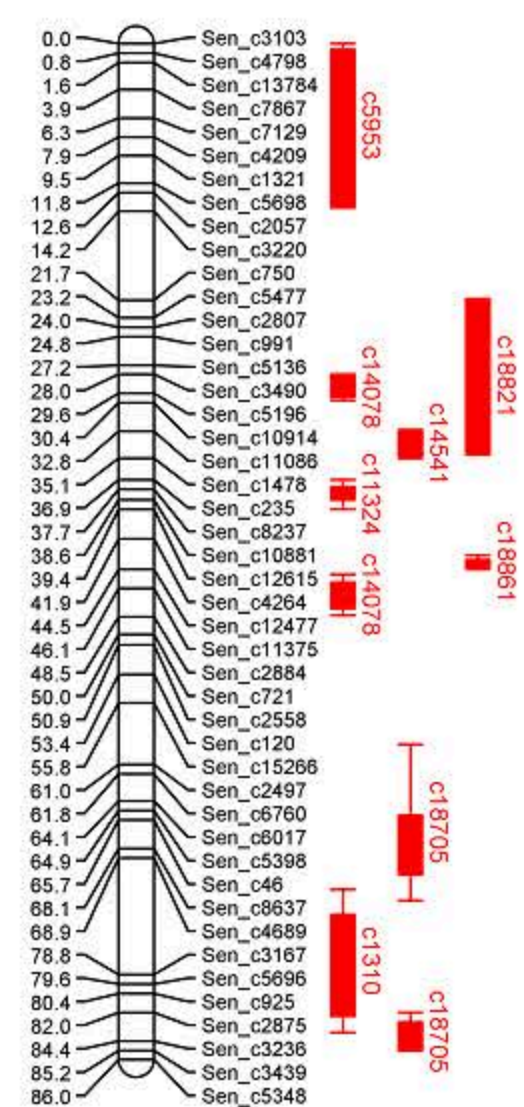 0.0 Sen_c3103
0.8 Sen_c4798
1.6 Sen_c13784
3.9 Sen_c7867
6.3 Sen_c7129
7.9 Sen_c4209
9.5 Sen_c1321
11.8 Sen_c5698
12.6 Sen_c2057
14.2 Sen_c3220
21.7 Sen_c750
23.2 Sen_c5477
24.0 Sen_c2807
24.8 Sen_c991
27.2 Sen_c5136
28.0 Sen_c3490
29.6 Sen_c5196
30.4 Sen_c10914
32.8 Sen_c11086
35.1 Sen_c1478
36.9 Sen_c235
37.7 Sen_c8237
38.6 Sen_c10881
39.4 Sen_c12615
41.9 Sen_c4264
44.5 Sen_c12477
46.1 Sen_c11375
48.5 Sen_c2884
50.0 Sen_c721
50.9 Sen_c2558
53.4 Sen_c120
55.8 Sen_c15266
61.0 Sen_c2497
61.8 Sen_c6760
64.1 Sen_c6017
64.9 Sen_c5398
65.7 Sen_c46
68.1 Sen_c8637
68.9 Sen_c4689
78.8 Sen_c3167
79.6 Sen_c5696
80.4 Sen_c925
82.0 Sen_c2875
84.4 Sen_c3236
85.2 Sen_c3439
86.0 Sen_c5348
c5953
c14078
c11324
c14078
c1310
c14541
c18705
c18705
c18821
c18861